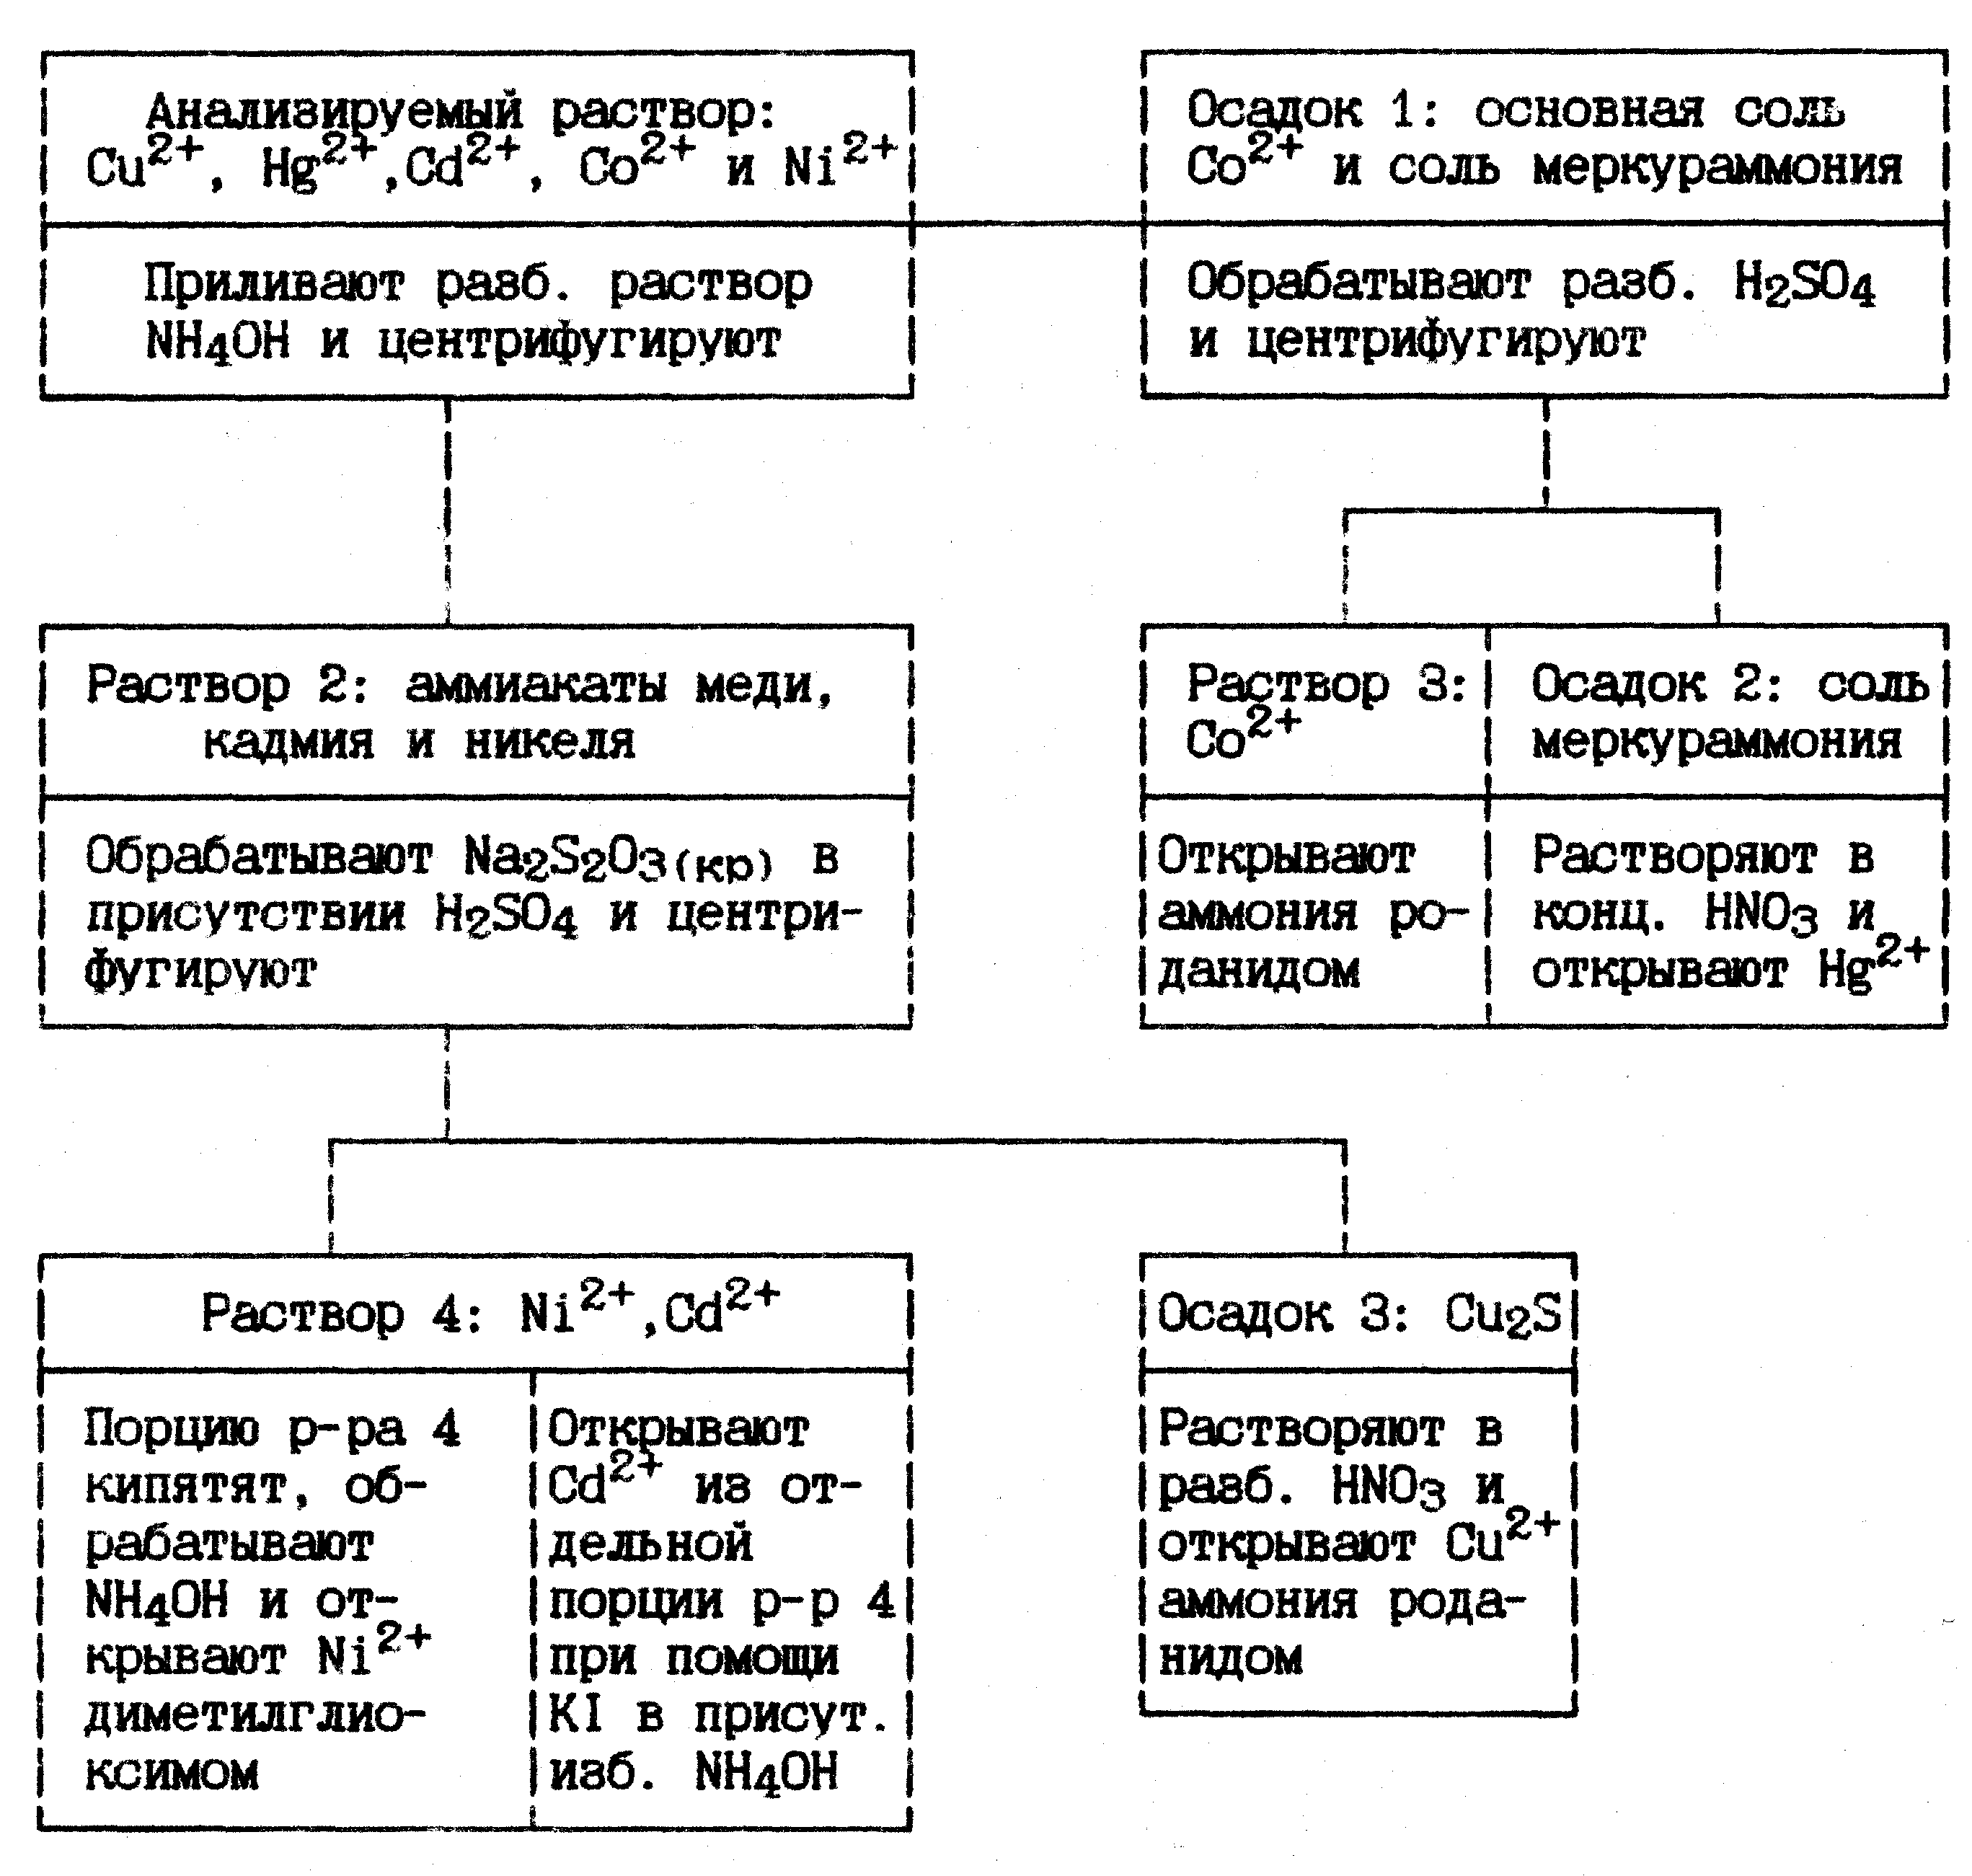 Анализируемый раствор:
Cu2+, Hg2+,Cd2+, Co2+ и Ni2+
Приливают разб. раствор
NH4OH и центрифугируют
Осадок 1: основная соль
Co2+ и соль меркураммония
Обрабатывают разб. H2SO4
и центрифугируют
Раствор 2: аммиакаты меди,
кадмия и никеля
Обрабатывают Na2S2O3(кр) в
присутствии H2SO4 и центри-
фугируют
Раствор 3:
Co2+
Открывают
аммония ро-
данидом
Осадок 2: соль
меркураммония
Растворяют в
конц. HNO3 и
открывают Hg2+
Раствор 4: Ni2+,Cd2+
Порцию р-ра 4
кипятят, об-
рабатывают
NH4OH и от-
крывают Ni2+
диметилглио-
ксимом
Открывают
Cd2+ из от-
дельной
порции р-р 4
при помощи
KI в присут.
изб. NH4OH
Осадок 3: Cu2S
Растворяют в
разб. HNO3 и
открывают Cu2+
аммония рода-
нидом